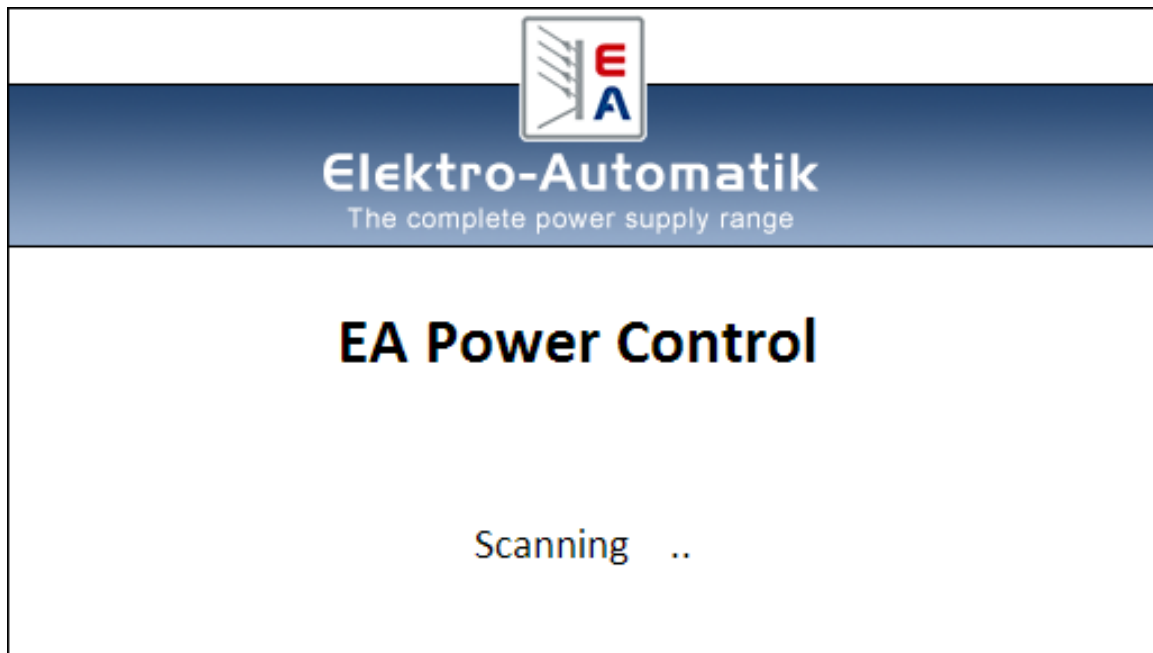 E
A
Elektro-Automatik
The complete power supply range
EA Power Control
Scanning ..